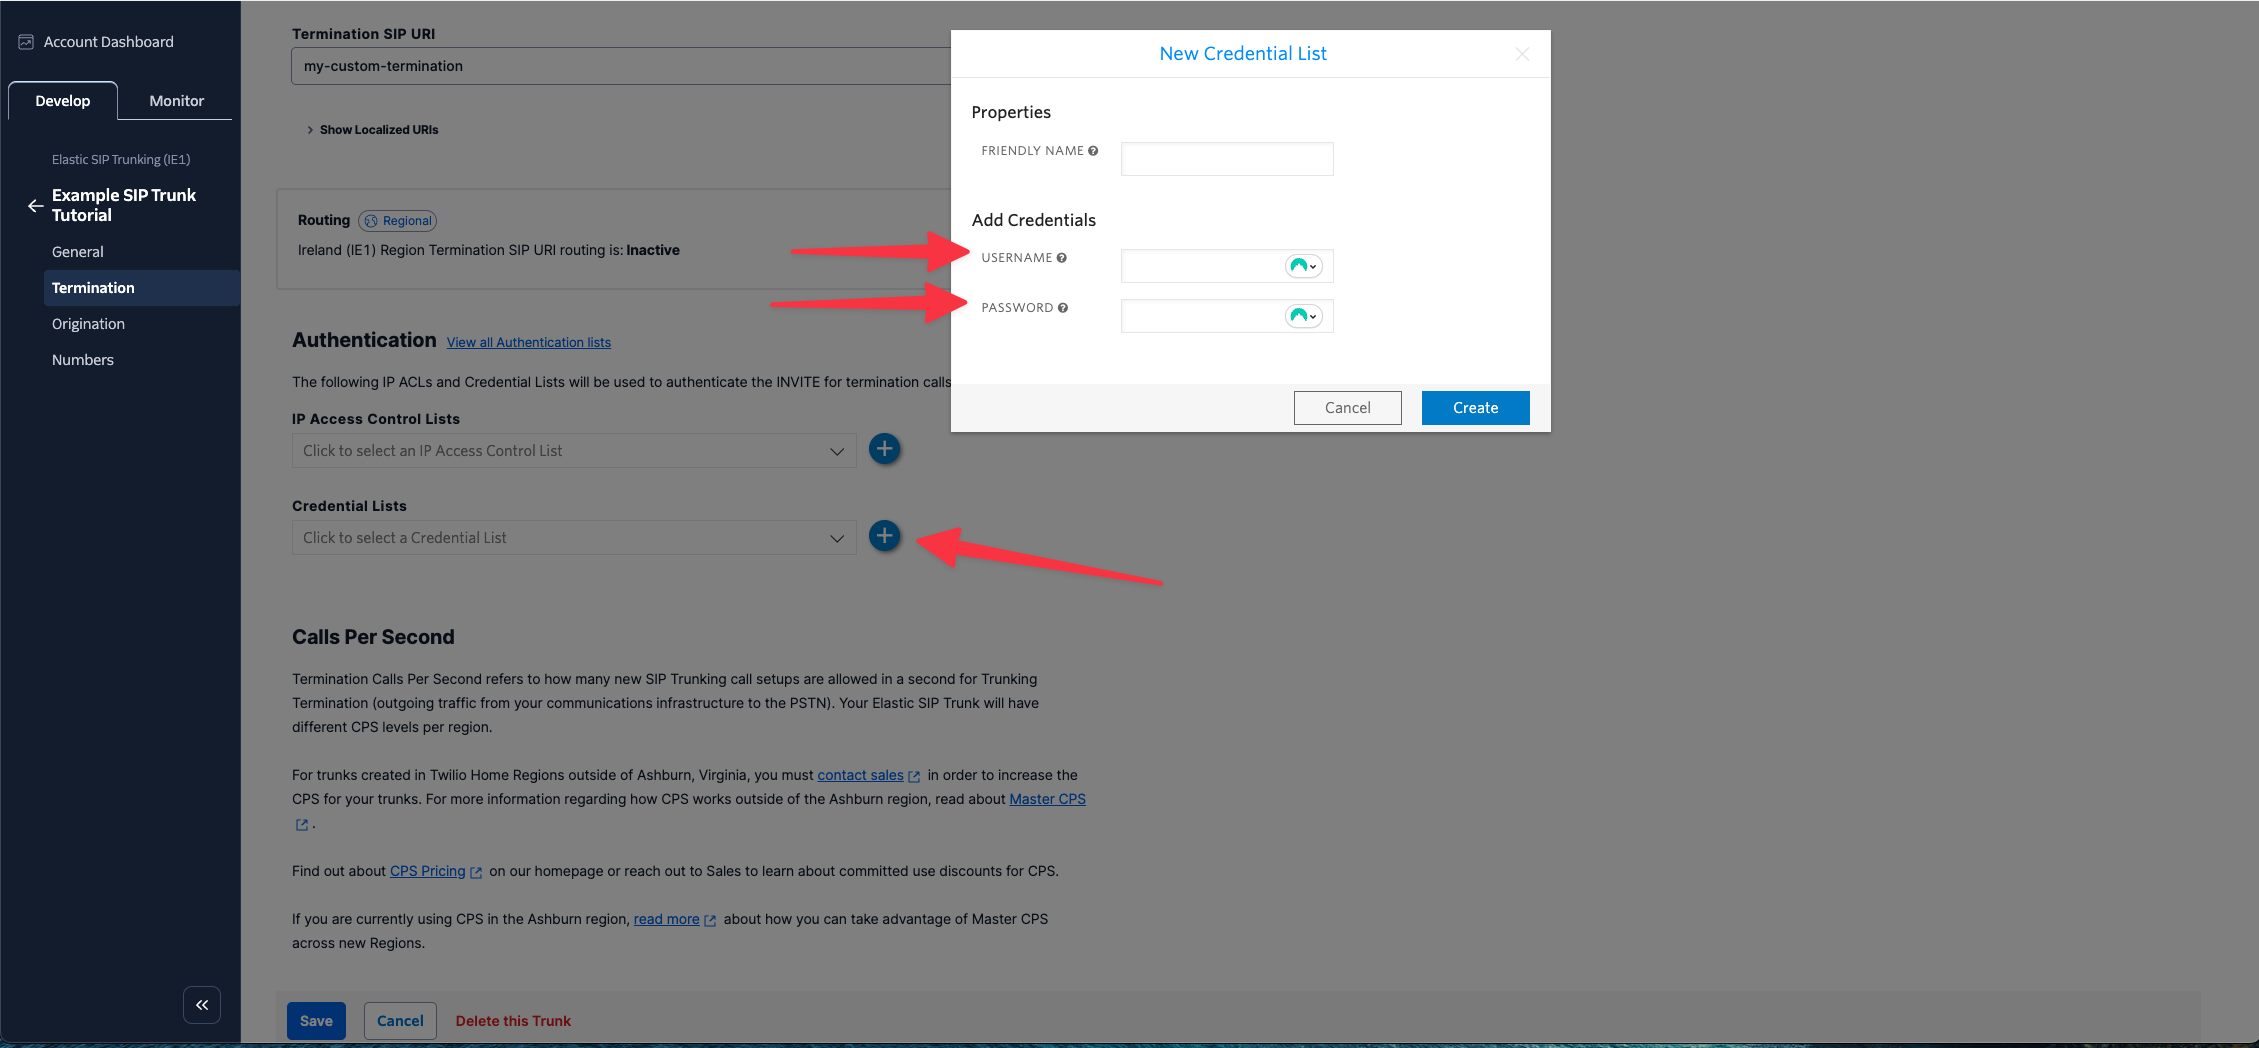 Account Dashboard
Develop
Monitor
Elastic SIP Trunking (IE1)
Example SIP Trunk
Tutorial
General
Termination
Origination
Numbers
Termination SIP URI
my-custom-termination
Show Localized URIs
Routing
Regional
Ireland (IE1) Region Termination SIP URI routing is: Inactive
Authentication View all Authentication lists
The following IP ACLs and Credential Lists will be used to authenticate the INVITE for termination calls
IP Access Control Lists
Click to select an IP Access Control List
Credential Lists
Click to select a Credential List
Calls Per Second
Termination Calls Per Second refers to how many new SIP Trunking call setups are allowed in a second for Trunking
Termination (outgoing traffic from your communications infrastructure to the PSTN). Your Elastic SIP Trunk will have
different CPS levels per region.
For trunks created in Twilio Home Regions outside of Ashburn, Virginia, you must contact sales in order to increase the
CPS for your trunks. For more information regarding how CPS works outside of the Ashburn region, read about Master CPS
.
Find out about CPS Pricing on our homepage or reach out to Sales to learn about committed use discounts for CPS.
If you are currently using CPS in the Ashburn region, read more about how you can take advantage of Master CPS
across new Regions.
Save
Cancel
Delete this Trunk
New Credential List
Properties
FRIENDLY NAME
Add Credentials
USERNAME
PASSWORD
Cancel
Create